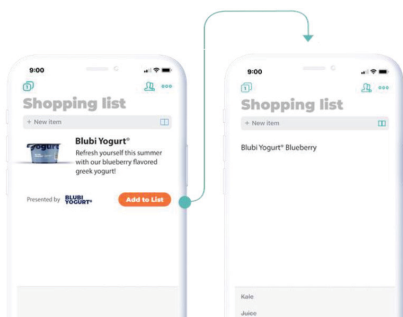 9:00
Shopping list
+ New item
Yogurt
Blubi Yogurt®
Refresh yourself this summer
with our blueberry flavored
greek yogurt!
Presented by
BLUBI
YOGURT®
Add to List
9:00
Shopping list
+ New item
Blubi Yogurt® Blueberry
Kale
Juice